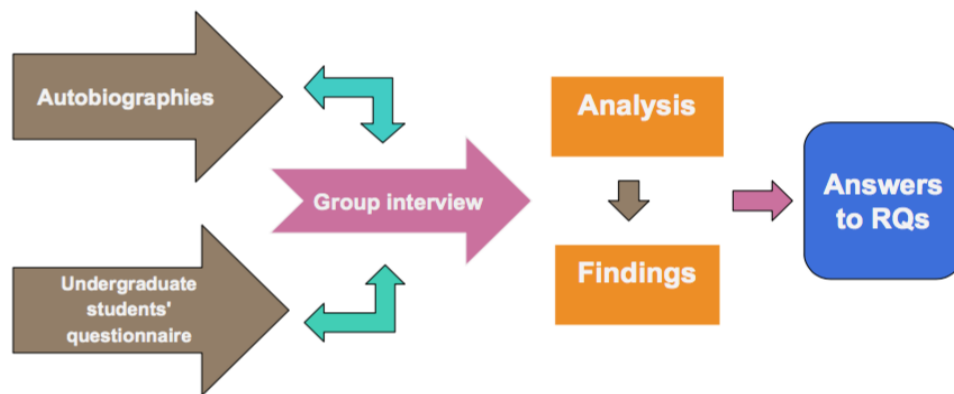 Autobiographies
Group interview
Undergraduate
students'
questionnaire
Analysis
Findings
Answers
to RQs